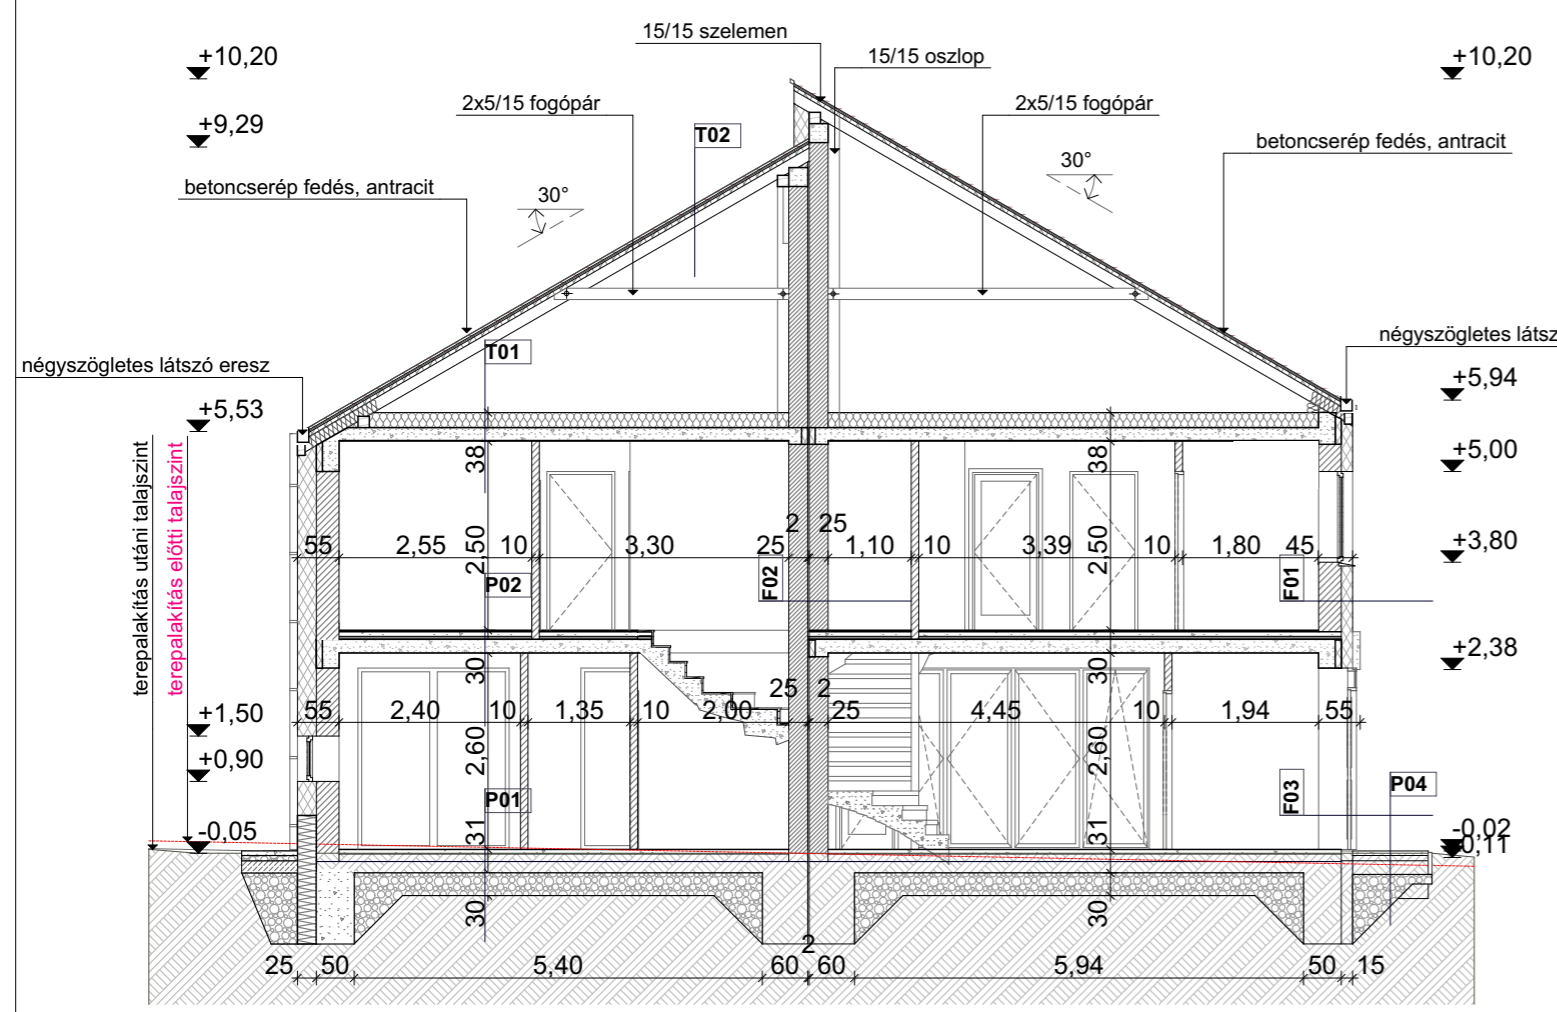 15/15 szelemen
+10,20
15/15 oszlop
+10,20
2x5/15 fogópár
2x5/15 fogópár
+9,29
T02
betoncserép fedés, antracit
30°
betoncserép fedés, antracit
30°
négyszögletes látsz
T01
négyszögletes látszó eresz
+5,94
+5,53
38
38
+5,00
terepalakítás utáni talajszint
terepalakítás előtti talajszint
2 25
55 2,55 10 3,30 25 1,10 10 3,39 10 1,80 45
2,50
2,50
+3,80
P02
F02
F01
+2,38
30
30
25 2
55 2,40 10 1,35 10 2,00 25 4,45 10 1,94 55
+1,50
+0,90
2,60
2,60
P01
F03
P04
-0,05
31
31
-0,02
-0,11
30
30
2
25 50 5,40 60 60 5,94 50 15